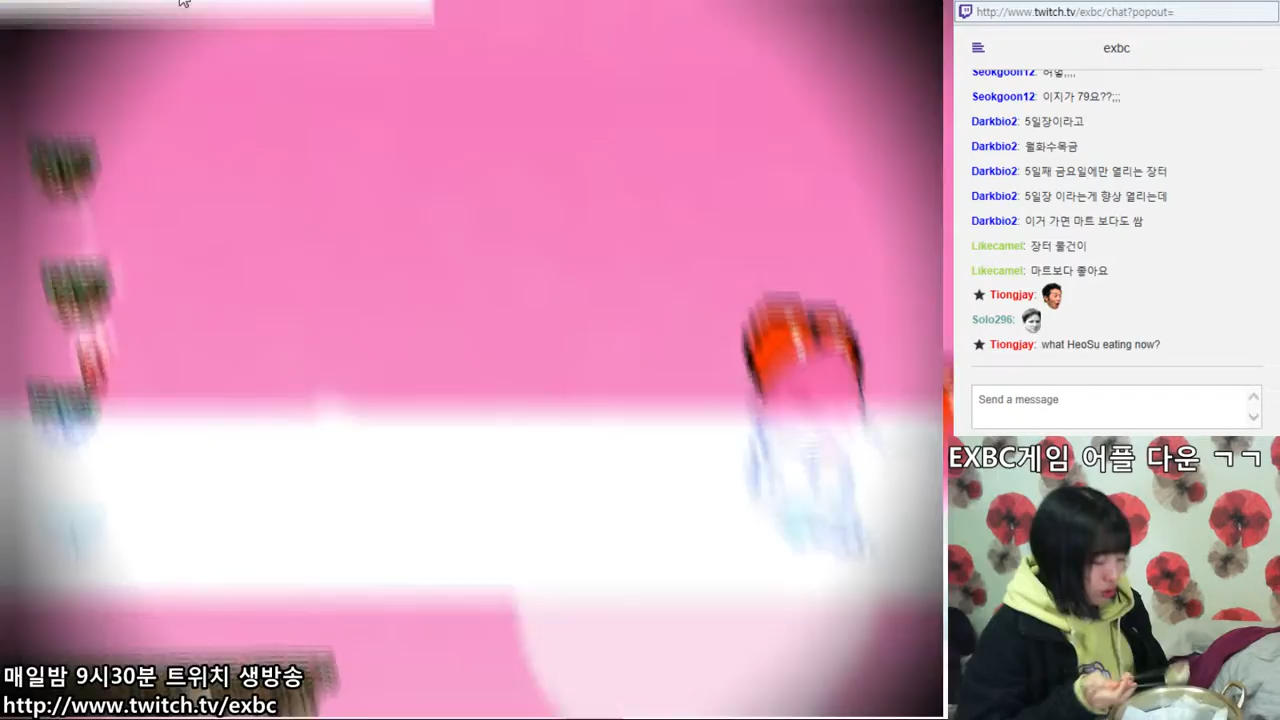 http://www.twitch.tv/exbc/chat?popout=
exbc
Seokgoon12: 허헣,,,,
Seokgoon12: 이지가 79요??;;;
Darkbio2: 5일장이라고
Darkbio2: 월화수목금
Darkbio2: 5일째 금요일에만 열리는 장터
Darkbio2: 5일장 이라는게 향상 열리는데
Darkbio2: 이거 가면 마트 보다도 쌈
Likecamel: 장터 물건이
Likecamel: 마트보다 좋아요
Tiongjay:
Solo296:
Tiongjay: what HeoSu eating now?
Send a message
EXBC게임 어플 다운 ㄱㄱ
매일밤 9시30분 트위치 생방송
http://www.twitch.tv/exbc